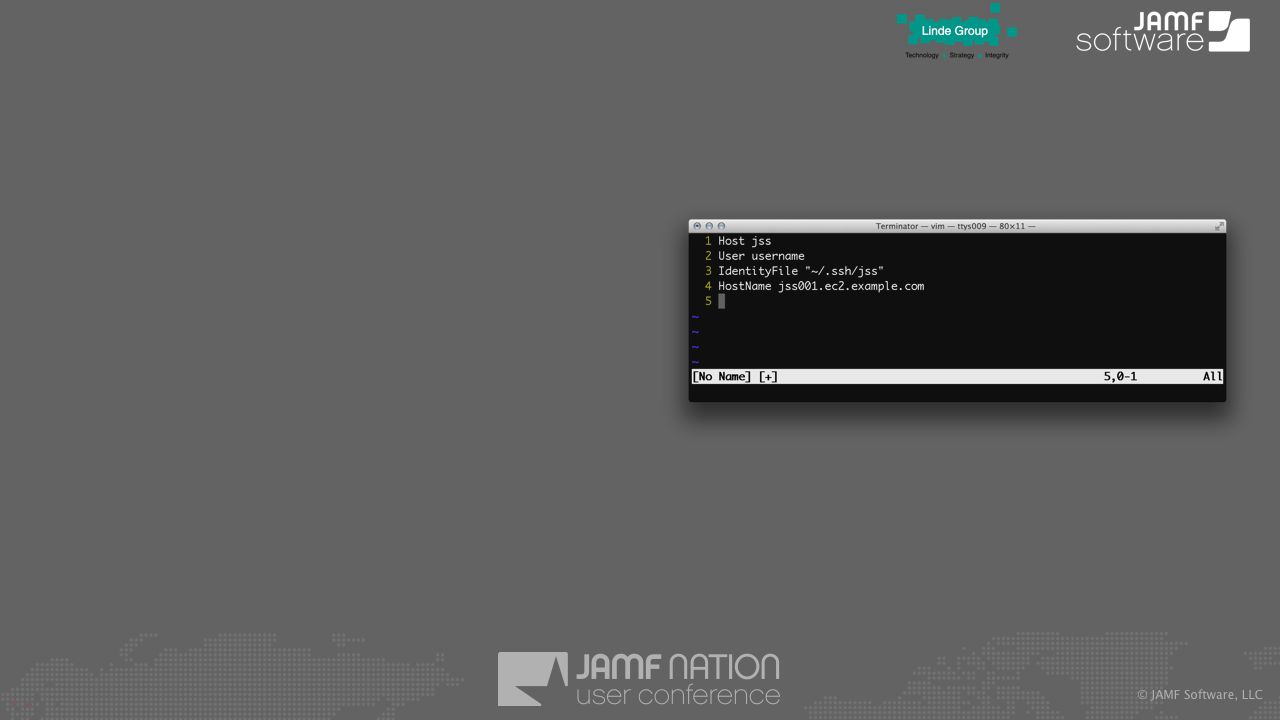 Linde Group
Technology Strategy Integrity
JAMF
software
Terminator — vim — ttys009 — 80×11 —
1 Host jss
2 User username
3 IdentityFile "~/.ssh/jss"
4 HostName jss001.ec2.example.com
5
~
~
~
~
[No Name] [+] 5,0-1 All
JAMF NATION
user conference
© JAMF Software, LLC